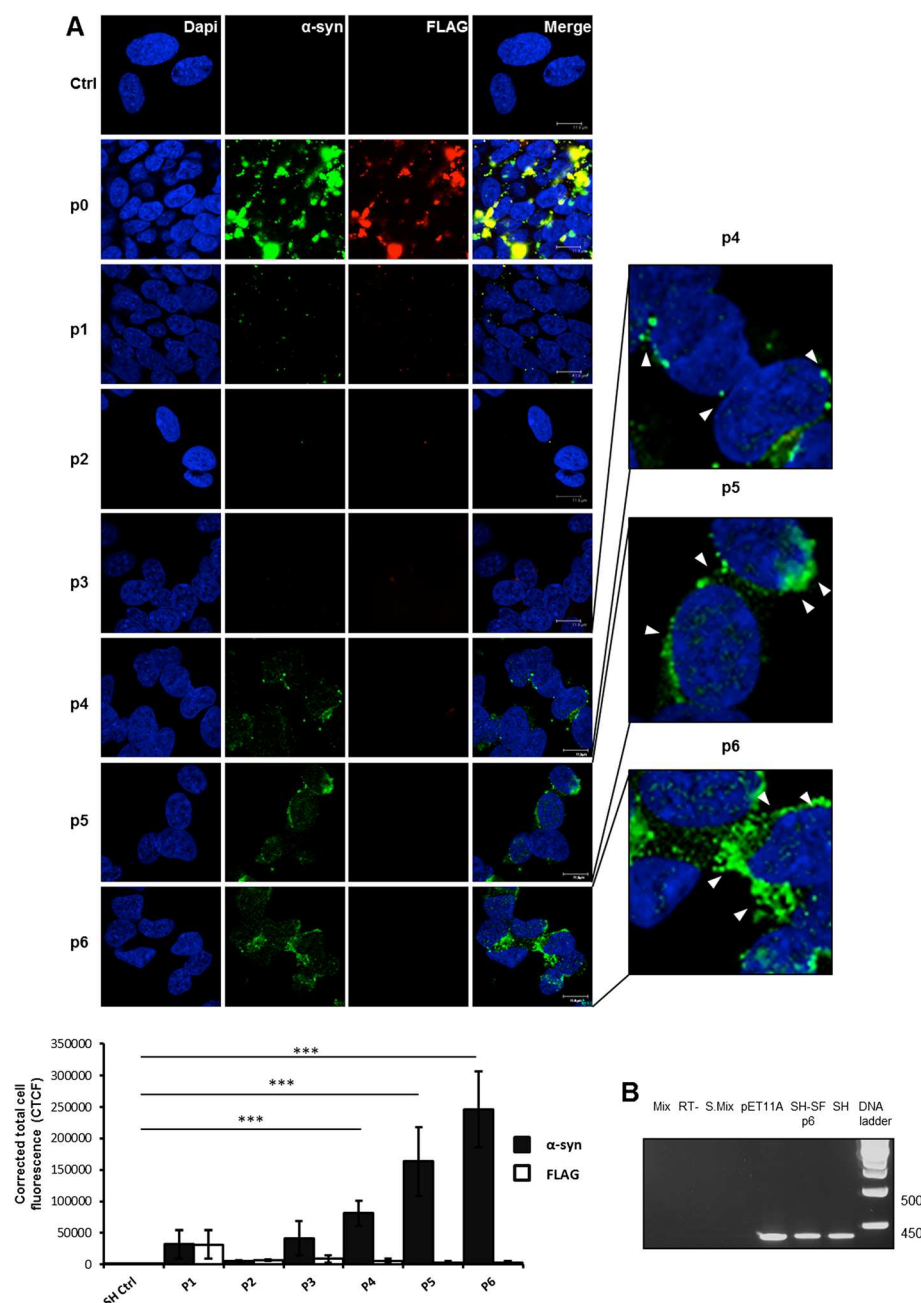 A
Dapi α-syn FLAG Merge
Ctrl
p0
p1
p2
p3
p4
p5
p6
p4
p5
p6
Corrected total cell
fluorescence (CTCF)
350000
300000
250000
200000
150000
100000
50000
0
***
***
***
α-syn
FLAG
SH Ctrl P1 P2 P3 P4 P5 P6
B
Mix RT- S.Mix pET11A SH-SF SH DNA
p6 ladder
500
450